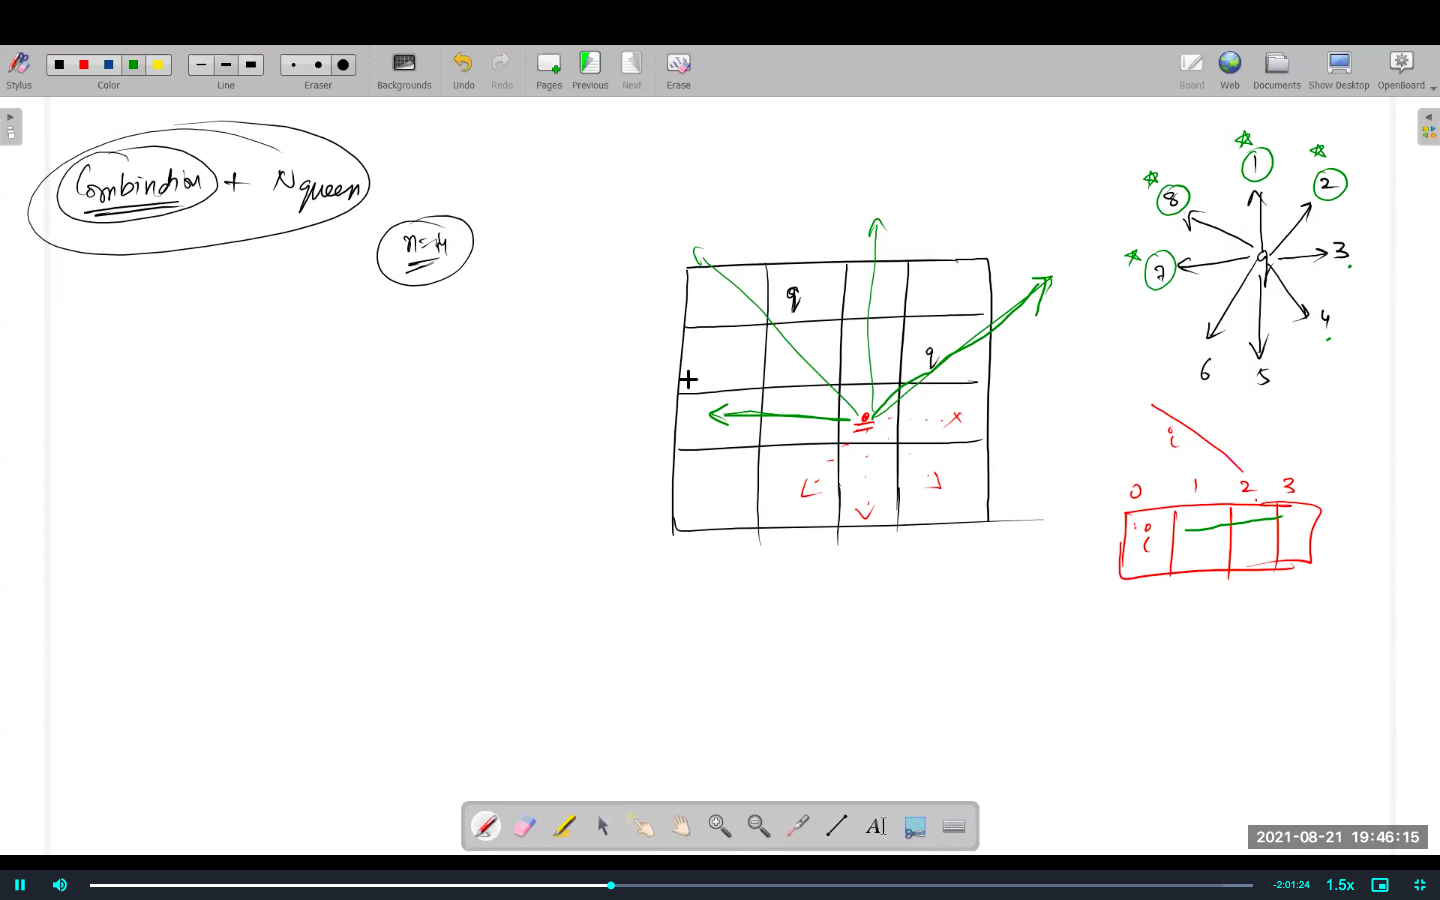 Stylus
Color
Line
Eraser
Backgrounds
Undo
Redo
Pages
Previous
Next
Erase
Board
Web
Documents
Show Desktop
OpenBoard
Combination + N queen
n=4
q
q
1
2
3
4
5
6
7
8
q
i
0 1 2 3
i
2021-08-21 19:46:15
-2:01:24
1.5x